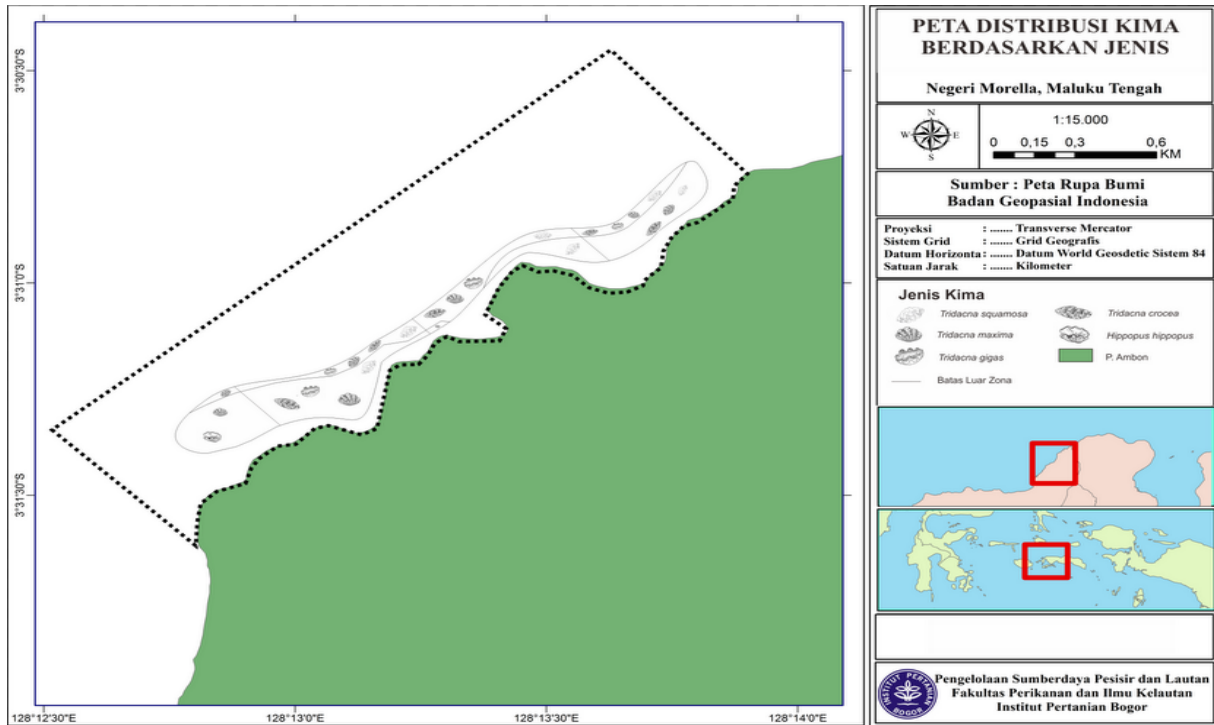 3°30'30"S
3°31'0"S
3°31'30"S
128°12'30"E
128°13'0"E
128°13'30"E
128°14'0"E
PETA DISTRIBUSI KIMA
BERDASARKAN JENIS
Negeri Morella, Maluku Tengah
N
W E
S
1:15.000
0 0,15 0,3 0,6
KM
Sumber : Peta Rupa Bumi
Badan Geopasial Indonesia
Proyeksi : ....... Transverse Mercator
Sistem Grid : ....... Grid Geografis
Datum Horizonta : ....... Datum World Geosdetic Sistem 84
Satuan Jarak : ....... Kilometer
Jenis Kima
Tridacna squamosa
Tridacna maxima
Tridacna gigas
Batas Luar Zona
Tridacna crocea
Hippopus hippopus
P. Ambon
INSTITUT PERTANIAN
BOGOR
Pengelolaan Sumberdaya Pesisir dan Lautan
Fakultas Perikanan dan Ilmu Kelautan
Institut Pertanian Bogor